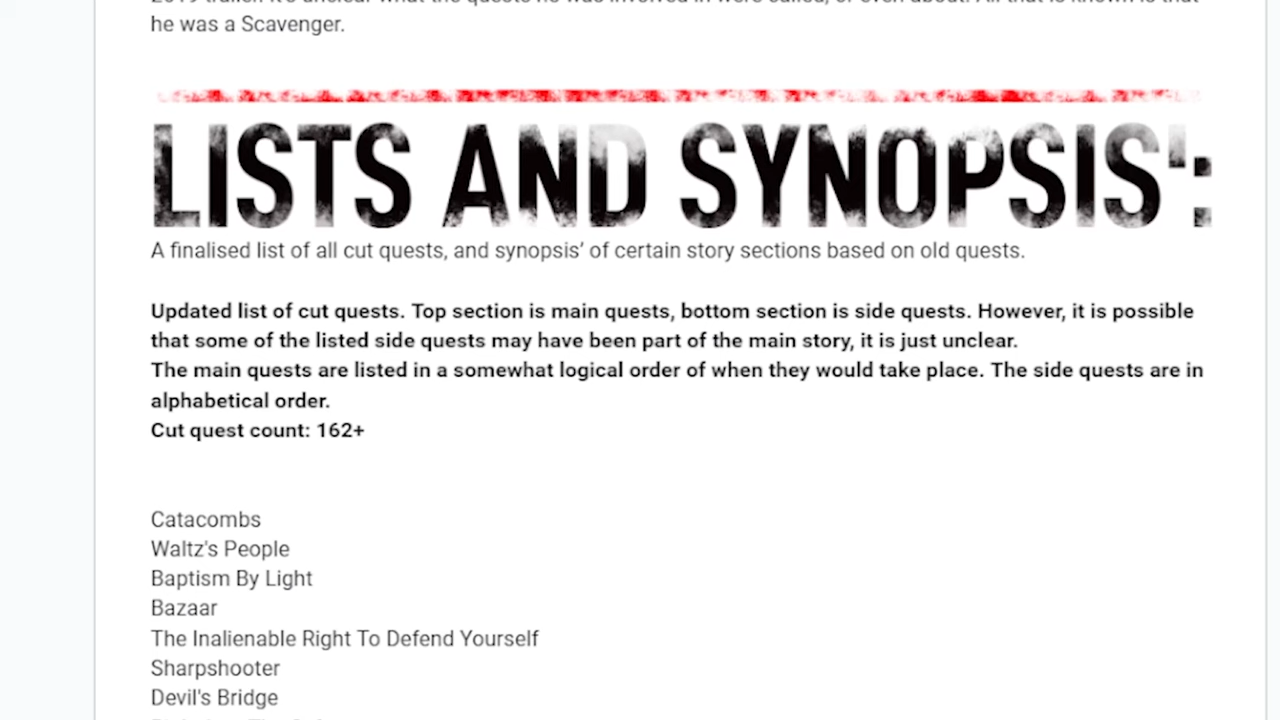 he was a Scavenger.
LISTS AND SYNOPSIS':
A finalised list of all cut quests, and synopsis’ of certain story sections based on old quests.
Updated list of cut quests. Top section is main quests, bottom section is side quests. However, it is possible
that some of the listed side quests may have been part of the main story, it is just unclear.
The main quests are listed in a somewhat logical order of when they would take place. The side quests are in
alphabetical order.
Cut quest count: 162+
Catacombs
Waltz's People
Baptism By Light
Bazaar
The Inalienable Right To Defend Yourself
Sharpshooter
Devil's Bridge